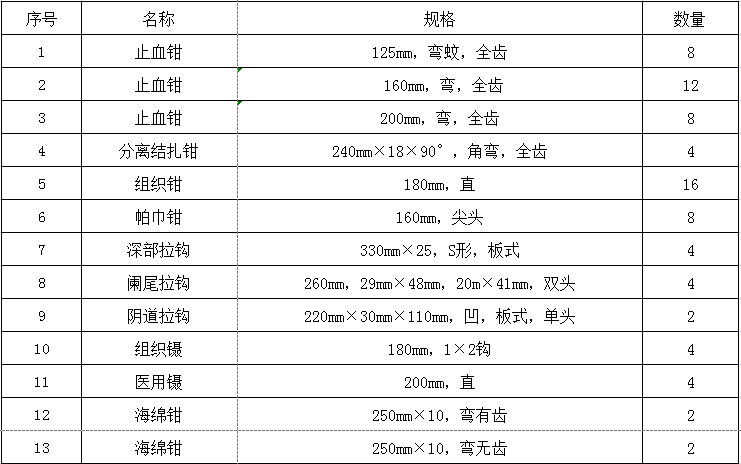 序号 名称 规格 数量
1 止血钳 125mm，弯蚊，全齿 8
2 止血钳 160mm，弯，全齿 12
3 止血钳 200mm，弯，全齿 8
4 分离结扎钳 240mm×18×90°，角弯，全齿 4
5 组织钳 180mm，直 16
6 帕巾钳 160mm，尖头 8
7 深部拉钩 330mm×25，S形，板式 4
8 阑尾拉钩 260mm，29mm×48mm，20m×41mm，双头 4
9 阴道拉钩 220mm×30mm×110mm，凹，板式，单头 2
10 组织镊 180mm，1×2钩 4
11 医用镊 200mm，直 4
12 海绵钳 250mm×10，弯有齿 2
13 海绵钳 250mm×10，弯无齿 2